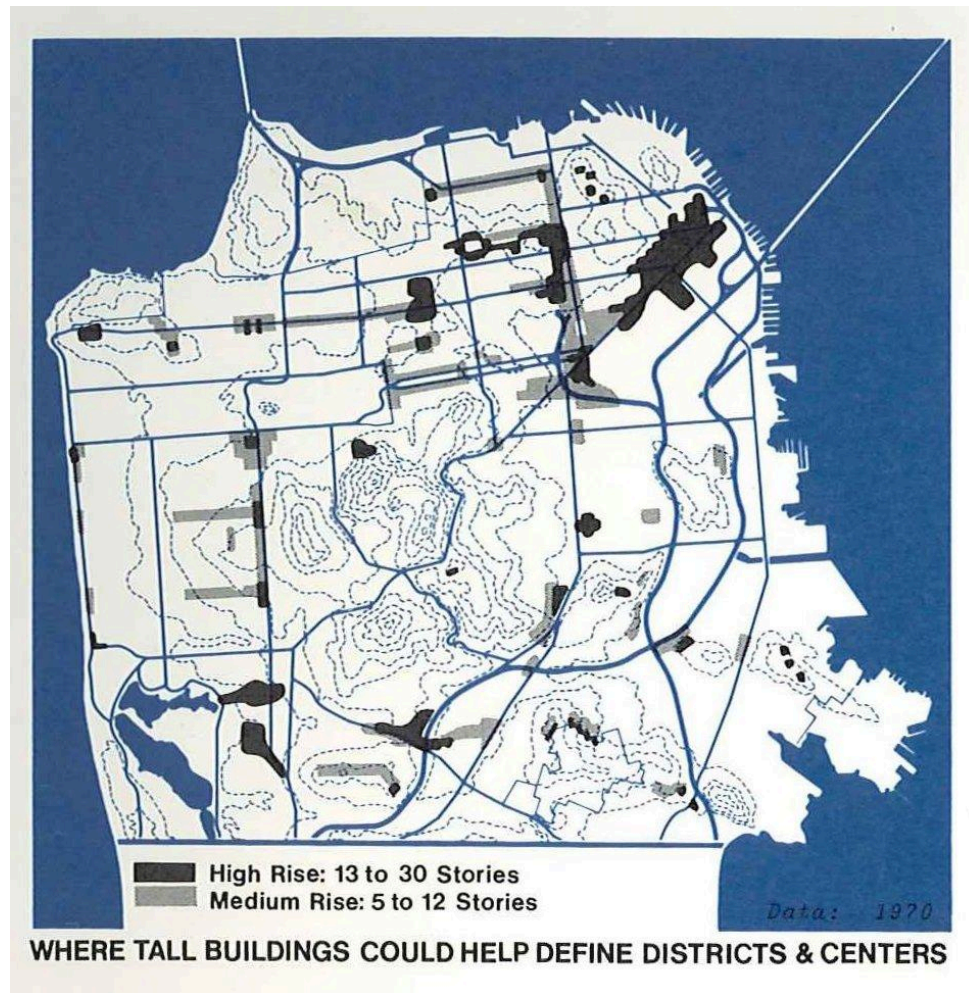 High Rise: 13 to 30 Stories
Medium Rise: 5 to 12 Stories
Data: 1970
WHERE TALL BUILDINGS COULD HELP DEFINE DISTRICTS & CENTERS